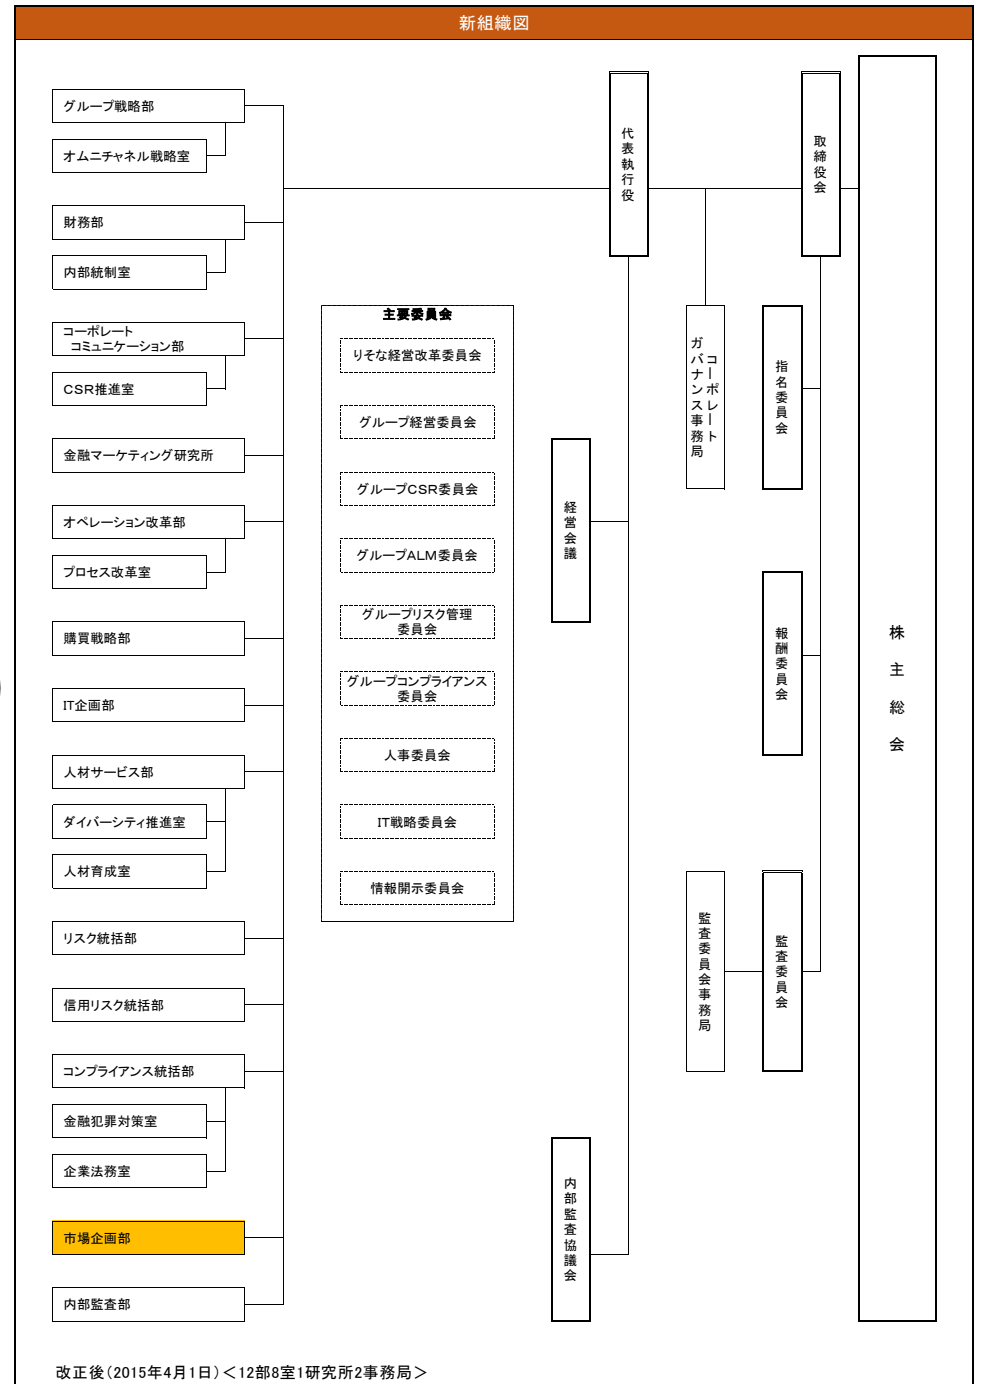 新組織図
グループ戦略部
オムニチャネル戦略室
財務部
内部統制室
コーポレート
コミュニケーション部
CSR推進室
金融マーケティング研究所
オペレーション改革部
プロセス改革室
購買戦略部
IT企画部
人材サービス部
ダイバーシティ推進室
人材育成室
リスク統括部
信用リスク統括部
コンプライアンス統括部
金融犯罪対策室
企業法務室
市場企画部
内部監査部
主要委員会
りそな経営改革委員会
グループ経営委員会
グループCSR委員会
グループALM委員会
グループリスク管理
委員会
グループコンプライアンス
委員会
人事委員会
IT戦略委員会
情報開示委員会
代表執行役
経営会議
内部監査協議会
コーポレート
ガバナンス事務局
監査委員会事務局
取締役会
指名委員会
報酬委員会
監査委員会
株主総会
改正後(2015年4月1日)<12部8室1研究所2事務局>